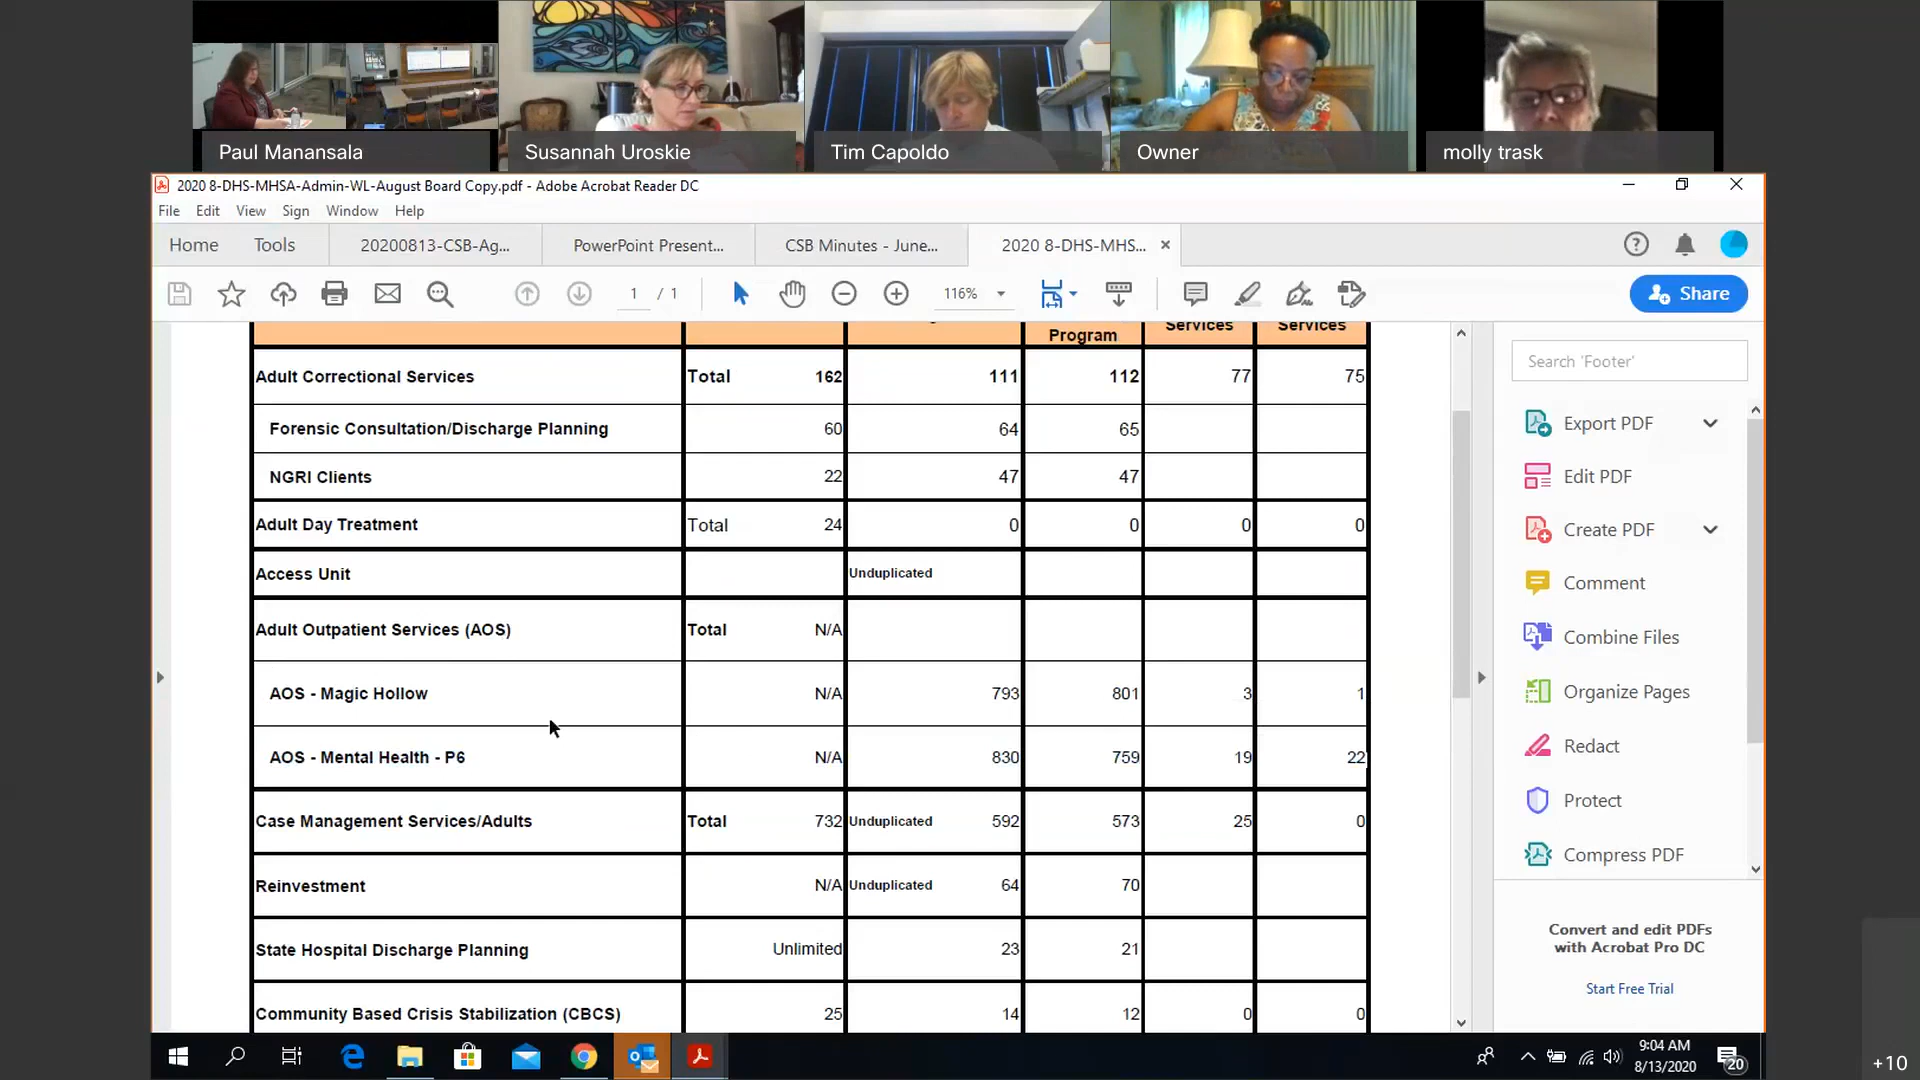 Paul Manansala
Susannah Uroskie
Tim Capoldo
Owner
molly trask
2020 8-DHS-MHSA-Admin-WL-August Board Copy.pdf - Adobe Acrobat Reader DC
File Edit View Sign Window Help
Home Tools 20200813-CSB-Ag... PowerPoint Present... CSB Minutes - June... 2020 8-DHS-MHS...
1 / 1 116% Share
Program Services Services
Adult Correctional Services Total 162 111 112 77 75
Forensic Consultation/Discharge Planning 60 64 65
NGRI Clients 22 47 47
Adult Day Treatment Total 24 0 0 0 0
Access Unit Unduplicated
Adult Outpatient Services (AOS) Total N/A
AOS - Magic Hollow N/A 793 801 3 1
AOS - Mental Health - P6 N/A 830 759 19 22
Case Management Services/Adults Total 732 Unduplicated 592 573 25 0
Reinvestment N/A Unduplicated 64 70
State Hospital Discharge Planning Unlimited 23 21
Community Based Crisis Stabilization (CBCS) 25 14 12 0 0
Search 'Footer'
Export PDF
Edit PDF
Create PDF
Comment
Combine Files
Organize Pages
Redact
Protect
Compress PDF
Convert and edit PDFs
with Acrobat Pro DC
Start Free Trial
9:04 AM
8/13/2020
20
+10